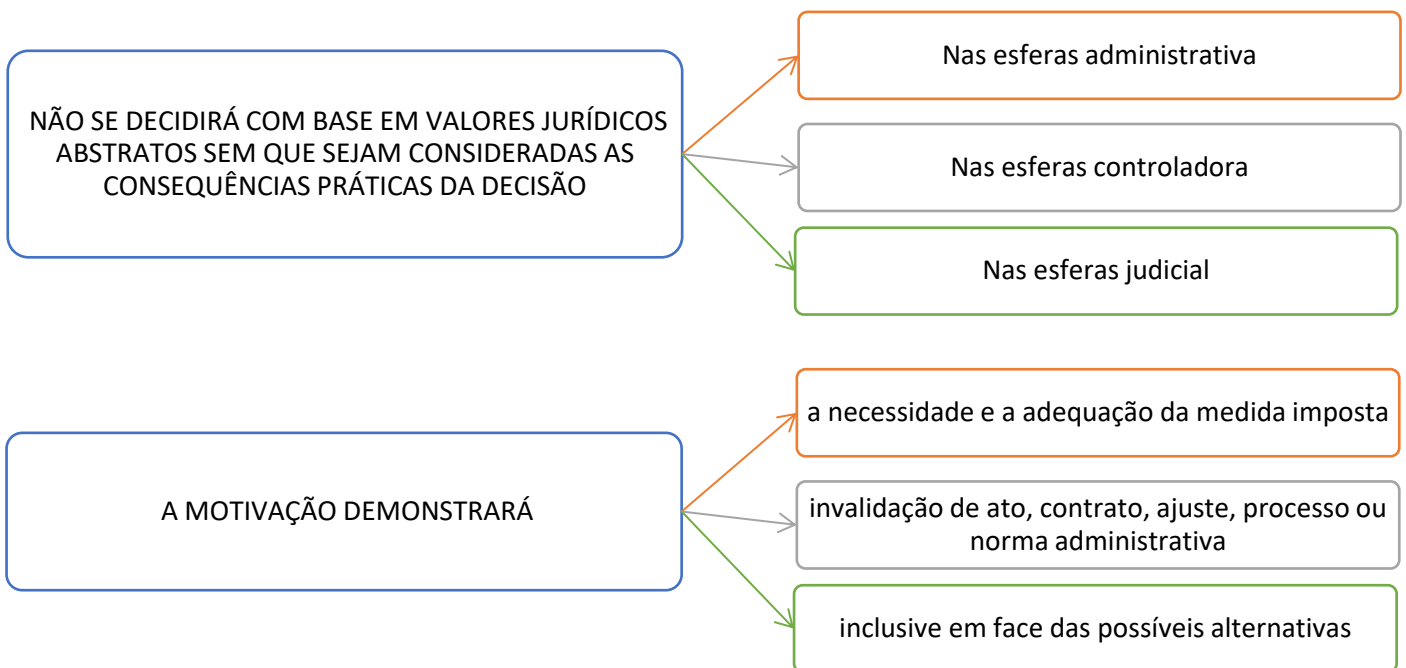 NÃO SE DECIDIRÁ COM BASE EM VALORES JURÍDICOS
ABSTRATOS SEM QUE SEJAM CONSIDERADAS AS
CONSEQUÊNCIAS PRÁTICAS DA DECISÃO
Nas esferas administrativa
Nas esferas controladora
Nas esferas judicial
A MOTIVAÇÃO DEMONSTRARÁ
a necessidade e a adequação da medida imposta
invalidação de ato, contrato, ajuste, processo ou
norma administrativa
inclusive em face das possíveis alternativas